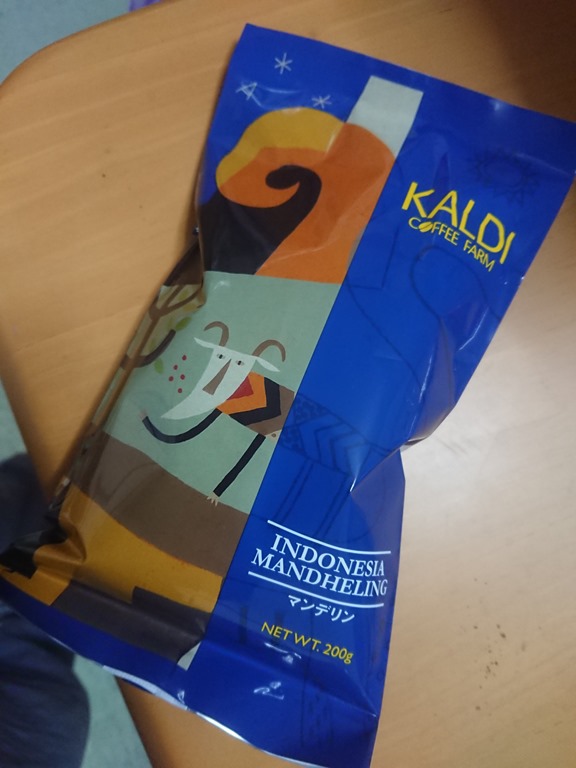 KALDI
COFFEE FARM
INDONESIA
MANDHELING
マンデリン
NET WT. 200g